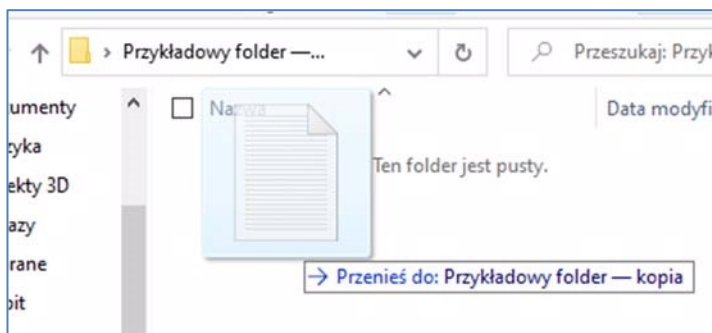 Przykładowy folder —...
Przeszukaj: Przyk
umenty
Nazwa
Data modyfi
zyka
Ten folder jest pusty.
ekty 3D
azy
rane
→ Przenieś do: Przykładowy folder — kopia
pit